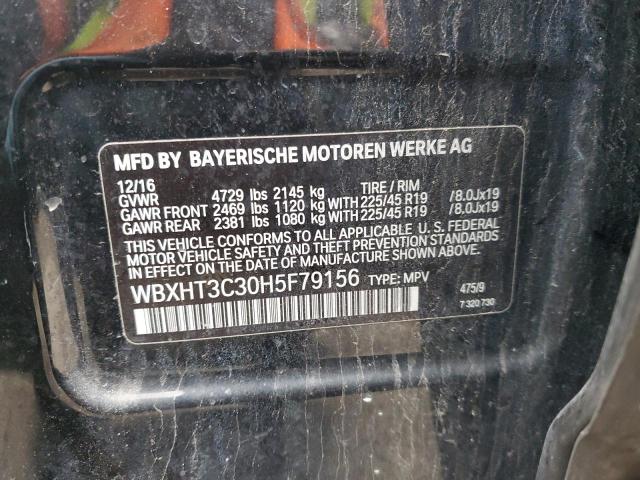 MFD BY BAYERISCHE MOTOREN WERKE AG
12/16
GVWR 4729 lbs 2145 kg TIRE / RIM
GAWR FRONT 2469 lbs 1120 kg WITH 225/45 R19 / 8.0Jx19
GAWR REAR 2381 lbs 1080 kg WITH 225/45 R19 / 8.0Jx19
THIS VEHICLE CONFORMS TO ALL APPLICABLE U. S. FEDERAL
MOTOR VEHICLE SAFETY AND THEFT PREVENTION STANDARDS
IN EFFECT ON THE DATE OF MANUFACTURE SHOWN ABOVE.
WBXHT3C30H5F79156 TYPE: MPV
475/9
7 320 730